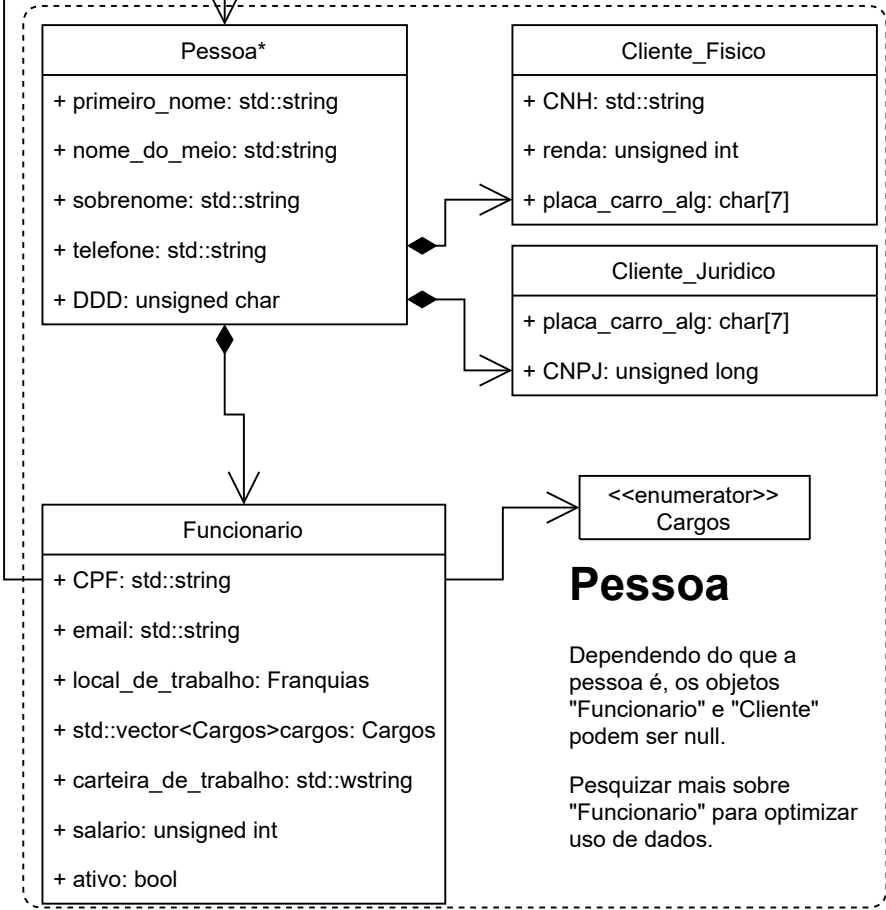 Pessoa*
+ primeiro_nome: std::string
+ nome_do_meio: std:string
+ sobrenome: std::string
+ telefone: std::string
+ DDD: unsigned char
Cliente_Fisico
+ CNH: std::string
+ renda: unsigned int
+ placa_carro_alg: char[7]
Cliente_Juridico
+ placa_carro_alg: char[7]
+ CNPJ: unsigned long
Funcionario
+ CPF: std::string
+ email: std::string
+ local_de_trabalho: Franquias
+ std::vector<Cargos>cargos: Cargos
+ carteira_de_trabalho: std::wstring
+ salario: unsigned int
+ ativo: bool
<<enumerator>>
Cargos
Pessoa
Dependendo do que a
pessoa é, os objetos
"Funcionario" e "Cliente"
podem ser null.
Pesquizar mais sobre
"Funcionario" para optimizar
uso de dados.